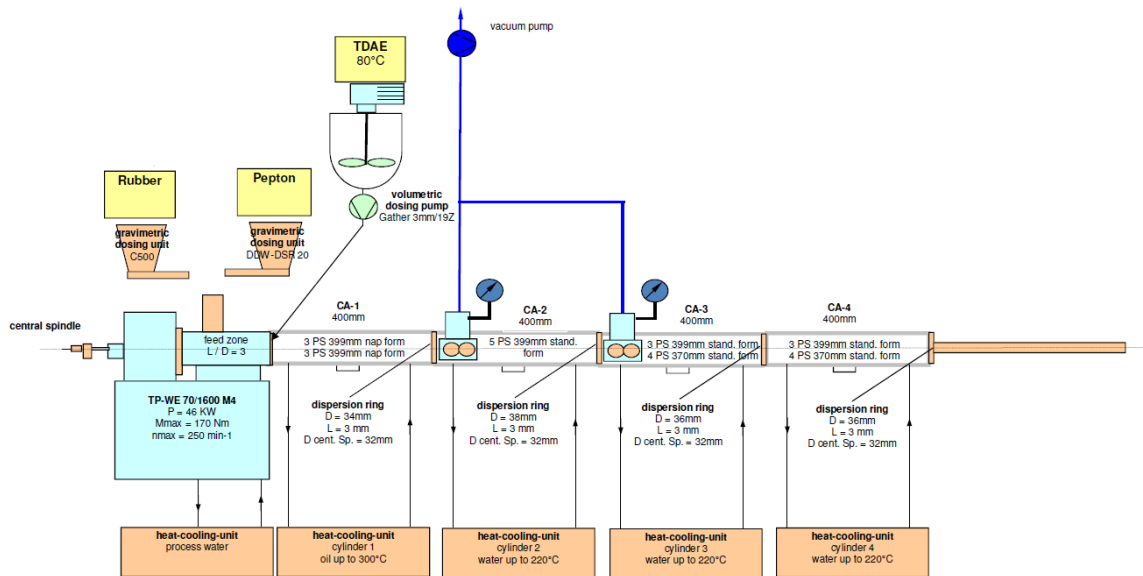 vacuum pump
TDAE
80°C
Rubber
Pepton
gravimetric
dosing unit
C500
gravimetric
dosing unit
DDW-DSR 20
volumetric
dosing pump
Gather 3mm/19Z
central spindle
feed zone
L / D = 3
CA-1
400mm
3 PS 399mm nap form
3 PS 399mm nap form
CA-2
400mm
5 PS 399mm stand.
form
CA-3
400mm
3 PS 399mm stand. form
4 PS 370mm stand. form
CA-4
400mm
3 PS 399mm stand. form
4 PS 370mm stand. form
TP-WE 70/1600 M4
P = 46 KW
Mmax = 170 Nm
nmax = 250 min-1
dispersion ring
D = 34mm
L = 3 mm
D cent. Sp. = 32mm
dispersion ring
D = 38mm
L = 3 mm
D cent. Sp. = 32mm
dispersion ring
D = 36mm
L = 3 mm
D cent. Sp. = 32mm
dispersion ring
D = 36mm
L = 3 mm
D cent. Sp. = 32mm
heat-cooling-unit
process water
heat-cooling-unit
cylinder 1
oil up to 300°C
heat-cooling-unit
cylinder 2
water up to 220°C
heat-cooling-unit
cylinder 3
water up to 220°C
heat-cooling-unit
cylinder 4
water up to 220°C